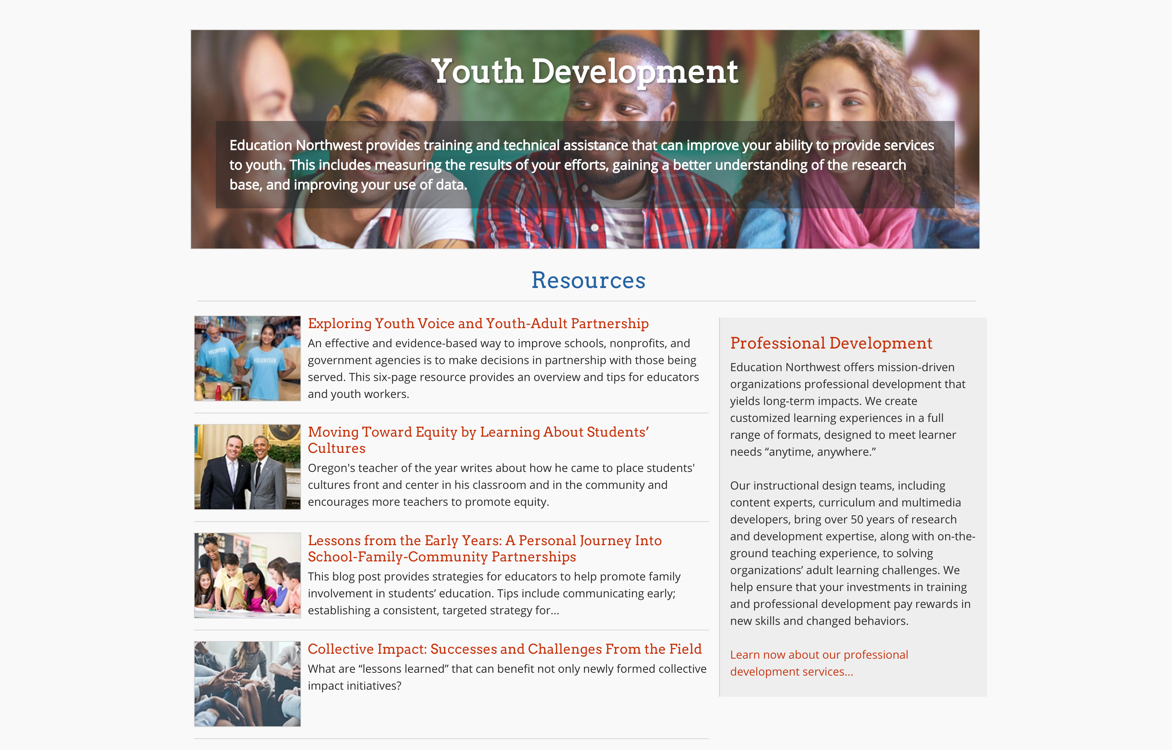 Youth Development
Education Northwest provides training and technical assistance that can improve your ability to provide services
to youth. This includes measuring the results of your efforts, gaining a better understanding of the research
base, and improving your use of data.
Resources
Exploring Youth Voice and Youth-Adult Partnership
An effective and evidence-based way to improve schools, nonprofits, and
government agencies is to make decisions in partnership with those being
served. This six-page resource provides an overview and tips for educators
and youth workers.
Moving Toward Equity by Learning About Students’
Cultures
Oregon's teacher of the year writes about how he came to place students'
cultures front and center in his classroom and in the community and
encourages more teachers to promote equity.
Lessons from the Early Years: A Personal Journey Into
School-Family-Community Partnerships
This blog post provides strategies for educators to help promote family
involvement in students’ education. Tips include communicating early;
establishing a consistent, targeted strategy for...
Collective Impact: Successes and Challenges From the Field
What are “lessons learned” that can benefit not only newly formed collective
impact initiatives?
Professional Development
Education Northwest offers mission-driven
organizations professional development that
yields long-term impacts. We create
customized learning experiences in a full
range of formats, designed to meet learner
needs “anytime, anywhere.”
Our instructional design teams, including
content experts, curriculum and multimedia
developers, bring over 50 years of research
and development expertise, along with on-the-
ground teaching experience, to solving
organizations’ adult learning challenges. We
help ensure that your investments in training
and professional development pay rewards in
new skills and changed behaviors.
Learn now about our professional
development services...